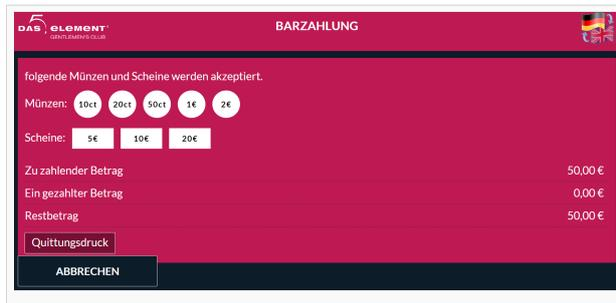 DAS 5 ELEMENT
BARZAHLUNG
GENTLEMEN'S CLUB
folgende Münzen und Scheine werden akzeptiert.
Münzen: 10ct 20ct 50ct 1€ 2€
Scheine: 5€ 10€ 20€
Zu zahlender Betrag 50,00 €
Ein gezahlter Betrag 0,00 €
Restbetrag 50,00 €
Quittungsdruck
ABBRECHEN